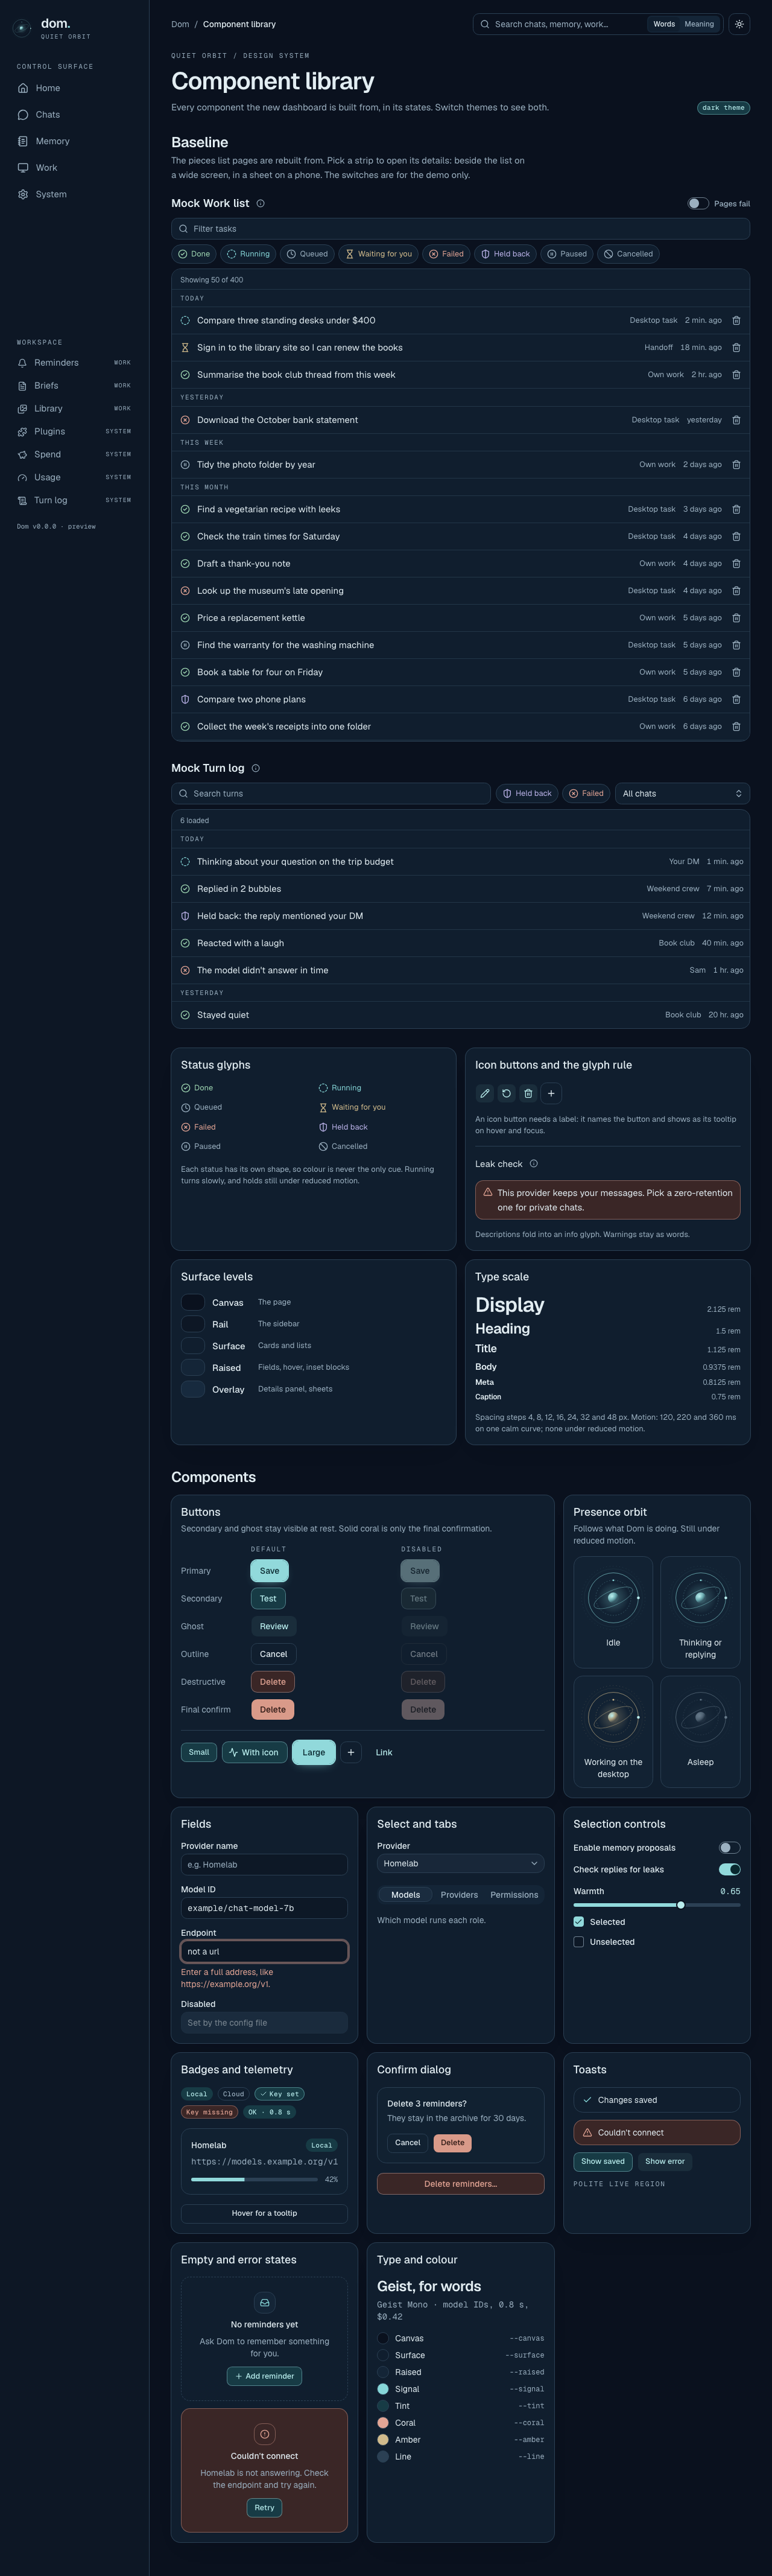 dom.
QUIET ORBIT
CONTROL SURFACE
Home
Chats
Memory
Work
System
WORKSPACE
Reminders WORK
Briefs WORK
Library WORK
Plugins SYSTEM
Spend SYSTEM
Usage SYSTEM
Turn log SYSTEM
Dom v0.0.0 · preview
Dom / Component library
Search chats, memory, work... Words Meaning
QUIET ORBIT / DESIGN SYSTEM
Component library
Every component the new dashboard is built from, in its states. Switch themes to see both. dark theme
Baseline
The pieces list pages are rebuilt from. Pick a strip to open its details: beside the list on
a wide screen, in a sheet on a phone. The switches are for the demo only.
Mock Work list Pages fail
Filter tasks
Done Running Queued Waiting for you Failed Held back Paused Cancelled
Showing 50 of 400
TODAY
Compare three standing desks under $400 Desktop task 2 min. ago
Sign in to the library site so I can renew the books Handoff 18 min. ago
Summarise the book club thread from this week Own work 2 hr. ago
YESTERDAY
Download the October bank statement Desktop task yesterday
THIS WEEK
Tidy the photo folder by year Own work 2 days ago
THIS MONTH
Find a vegetarian recipe with leeks Desktop task 3 days ago
Check the train times for Saturday Desktop task 4 days ago
Draft a thank-you note Own work 4 days ago
Look up the museum's late opening Desktop task 4 days ago
Price a replacement kettle Own work 5 days ago
Find the warranty for the washing machine Desktop task 5 days ago
Book a table for four on Friday Own work 5 days ago
Compare two phone plans Desktop task 6 days ago
Collect the week's receipts into one folder Own work 6 days ago
Mock Turn log
Search turns Held back Failed All chats
6 loaded
TODAY
Thinking about your question on the trip budget Your DM 1 min. ago
Replied in 2 bubbles Weekend crew 7 min. ago
Held back: the reply mentioned your DM Weekend crew 12 min. ago
Reacted with a laugh Book club 40 min. ago
The model didn't answer in time Sam 1 hr. ago
YESTERDAY
Stayed quiet Book club 20 hr. ago
Status glyphs
Done Running
Queued Waiting for you
Failed Held back
Paused Cancelled
Each status has its own shape, so colour is never the only cue. Running
turns slowly, and holds still under reduced motion.
Icon buttons and the glyph rule
An icon button needs a label: it names the button and shows as its tooltip
on hover and focus.
Leak check
This provider keeps your messages. Pick a zero-retention
one for private chats.
Descriptions fold into an info glyph. Warnings stay as words.
Surface levels
Canvas The page
Rail The sidebar
Surface Cards and lists
Raised Fields, hover, inset blocks
Overlay Details panel, sheets
Type scale
Display 2.125 rem
Heading 1.5 rem
Title 1.125 rem
Body 0.9375 rem
Meta 0.8125 rem
Caption 0.75 rem
Spacing steps 4, 8, 12, 16, 24, 32 and 48 px. Motion: 120, 220 and 360 ms
on one calm curve; none under reduced motion.
Components
Buttons
Secondary and ghost stay visible at rest. Solid coral is only the final confirmation.
DEFAULT DISABLED
Primary Save Save
Secondary Test Test
Ghost Review Review
Outline Cancel Cancel
Destructive Delete Delete
Final confirm Delete Delete
Small With icon Large Link
Presence orbit
Follows what Dom is doing. Still under
reduced motion.
Idle
Thinking or
replying
Working on the
desktop
Asleep
Fields
Provider name
e.g. Homelab
Model ID
example/chat-model-7b
Endpoint
not a url
Enter a full address, like
https://example.org/v1.
Disabled
Set by the config file
Select and tabs
Provider
Homelab
Models Providers Permissions
Which model runs each role.
Selection controls
Enable memory proposals
Check replies for leaks
Warmth 0.65
Selected
Unselected
Badges and telemetry
Local Cloud Key set
Key missing OK · 0.8 s
Homelab Local
https://models.example.org/v1
42%
Hover for a tooltip
Confirm dialog
Delete 3 reminders?
They stay in the archive for 30 days.
Cancel Delete
Delete reminders...
Toasts
Changes saved
Couldn't connect
Show saved Show error
POLITE LIVE REGION
Empty and error states
No reminders yet
Ask Dom to remember something
for you.
Add reminder
Couldn't connect
Homelab is not answering. Check
the endpoint and try again.
Retry
Type and colour
Geist, for words
Geist Mono · model IDs, 0.8 s,
$0.42
Canvas --canvas
Surface --surface
Raised --raised
Signal --signal
Tint --tint
Coral --coral
Amber --amber
Line --line